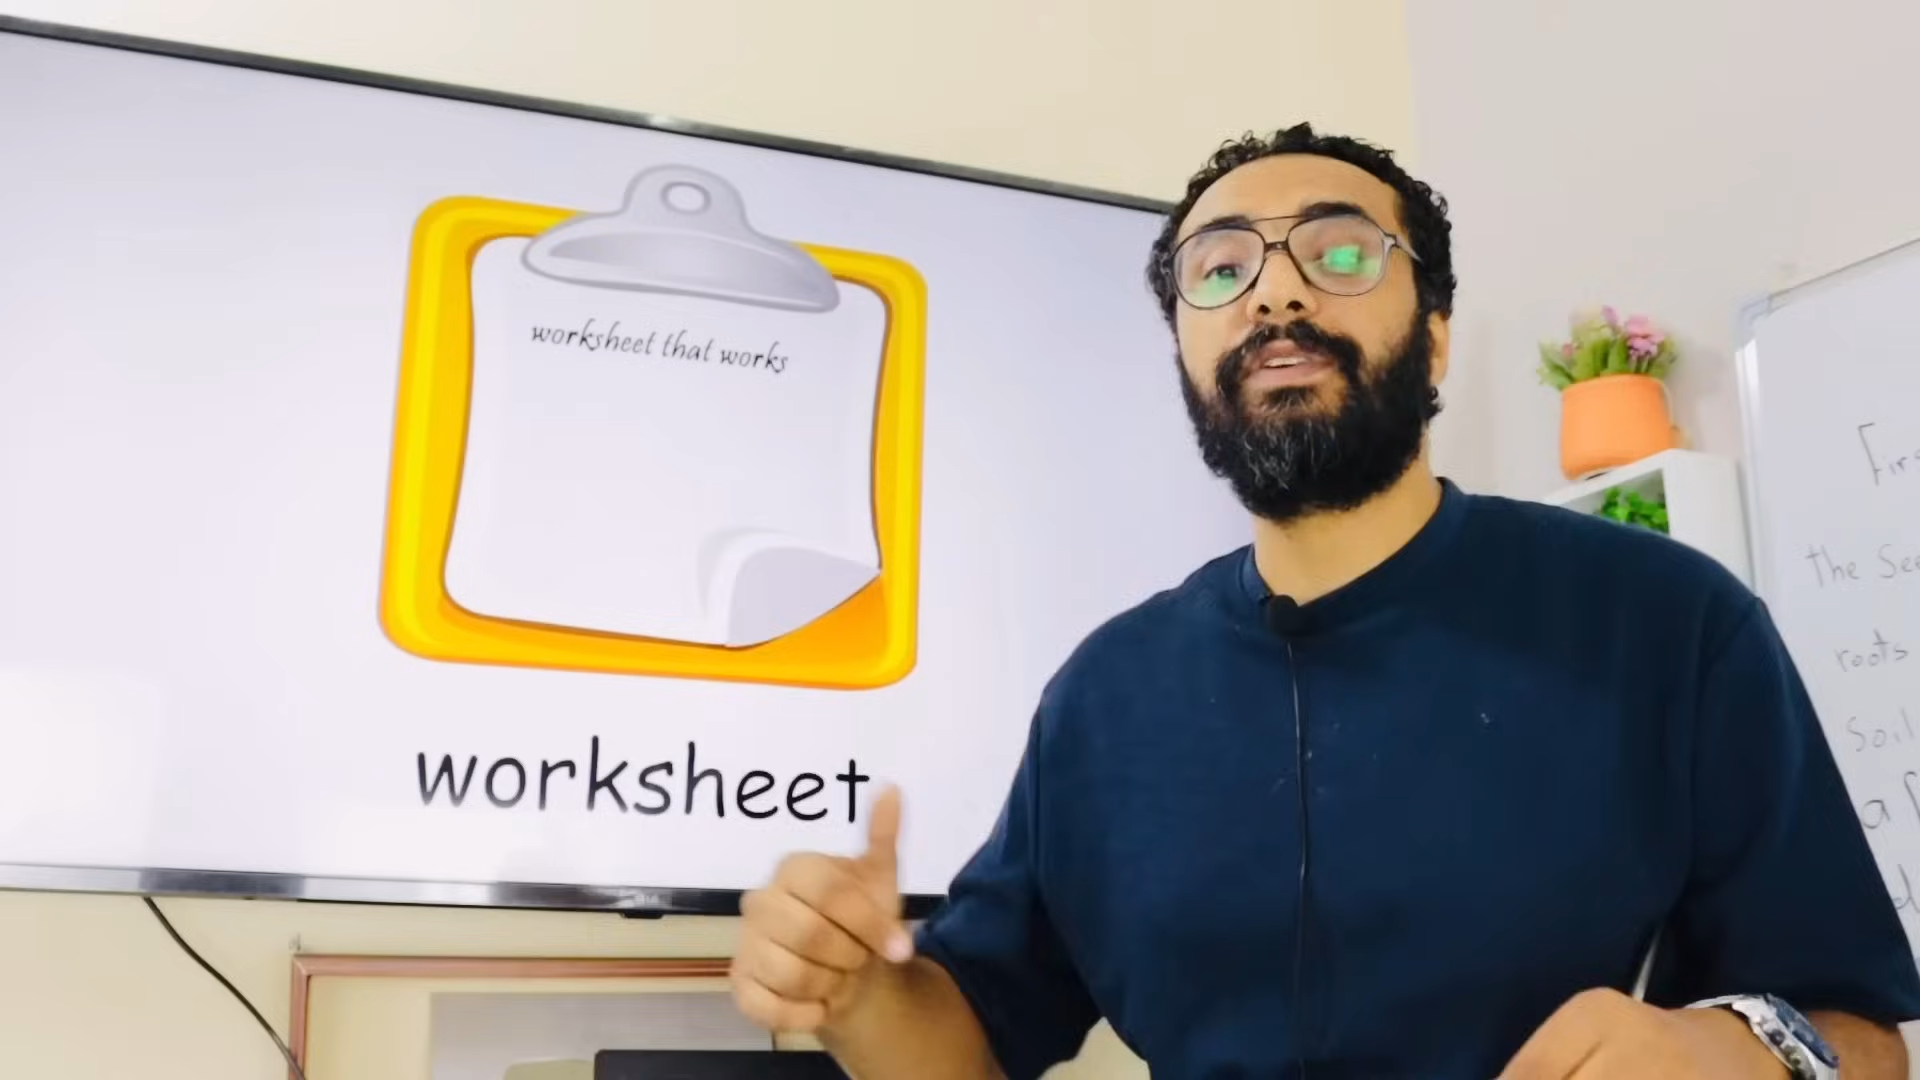 worksheet that works
worksheet
the
roots
Soil
a